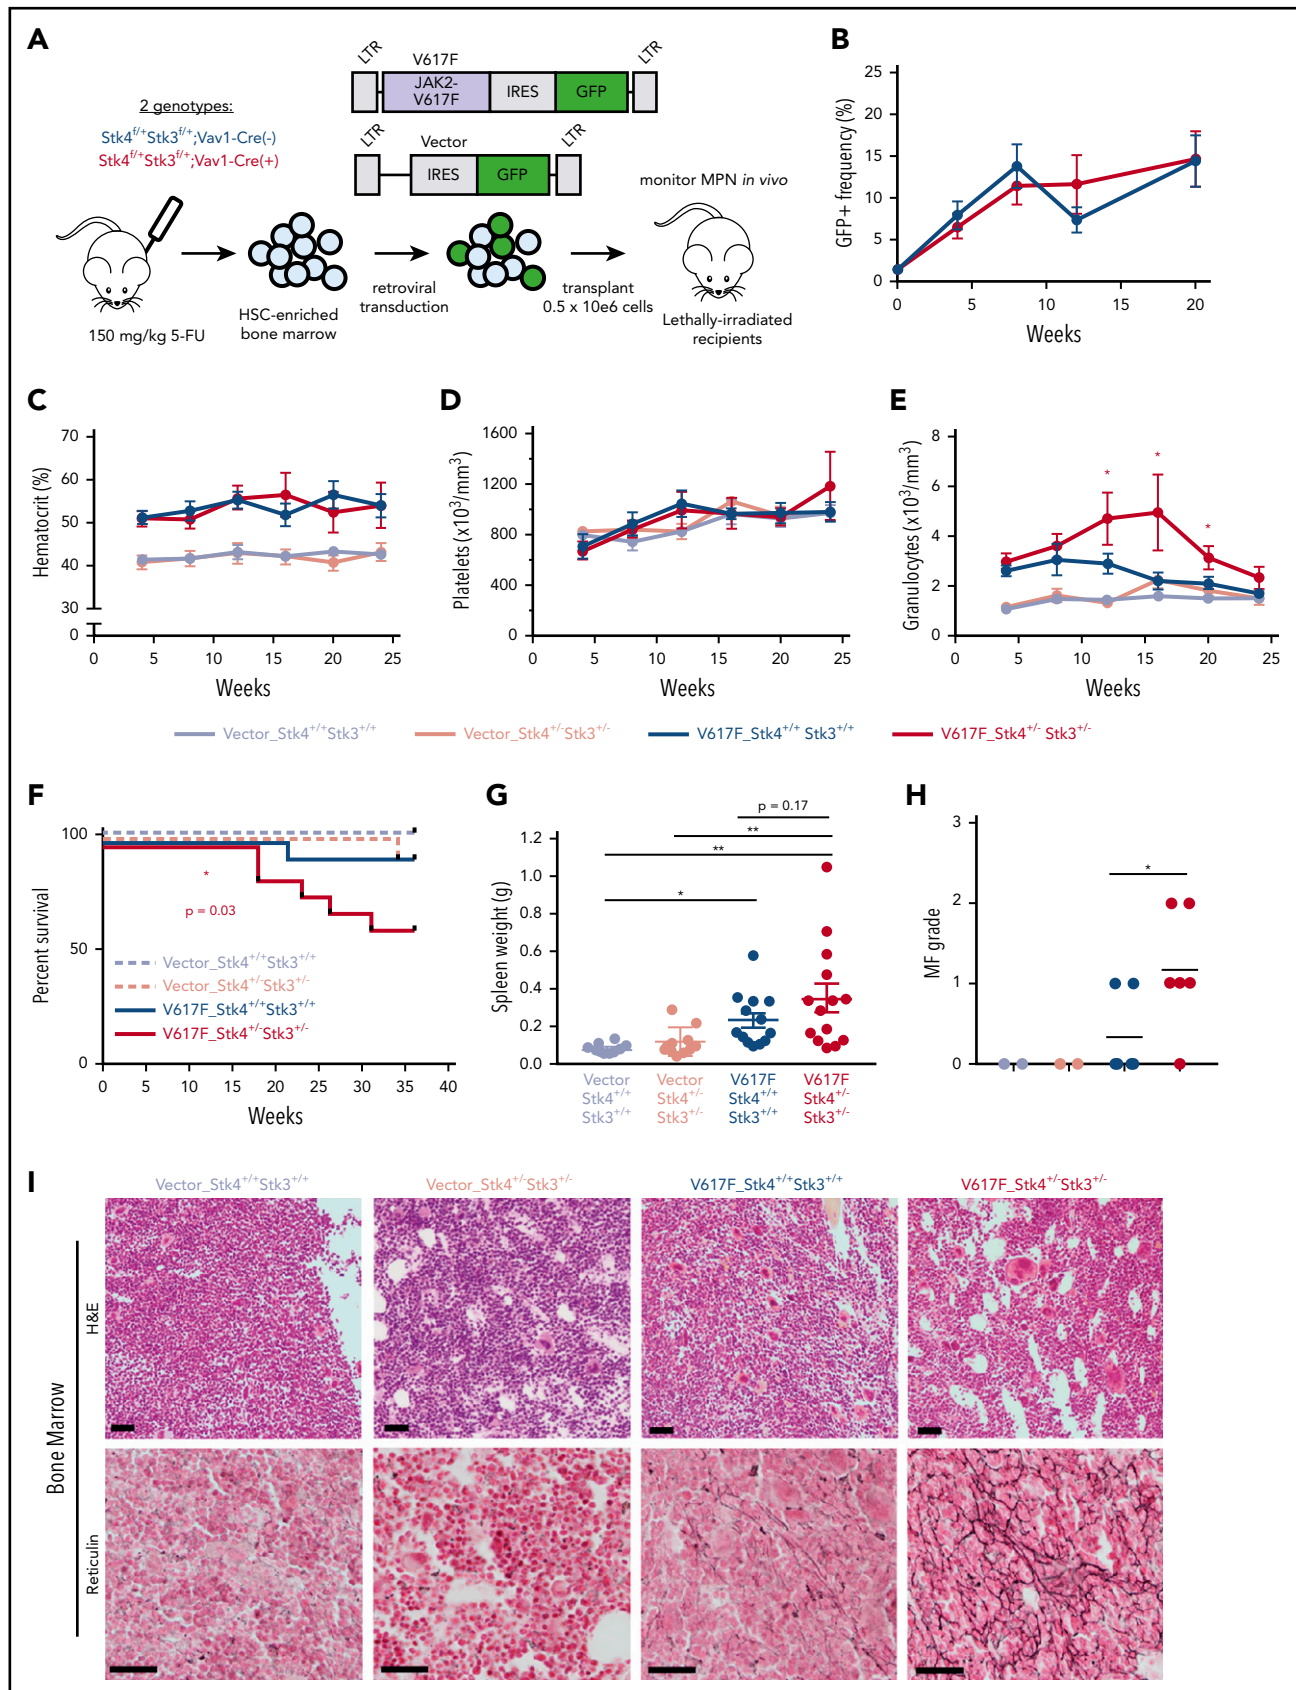 A
2 genotypes:
Stk4f/+Stk3f/+;Vav1-Cre(-)
Stk4f/+Stk3f/+;Vav1-Cre(+)
V617F
LTR
JAK2-
V617F
IRES
GFP
LTR
Vector
LTR
IRES
GFP
LTR
monitor MPN in vivo
150 mg/kg 5-FU
HSC-enriched
bone marrow
retroviral
transduction
transplant
0.5 x 10e6 cells
Lethally-irradiated
recipients
B
GFP+ frequency (%)
25
20
15
10
5
0
0 5 10 15 20
Weeks
C
Hematocrit (%)
70
60
50
40
30
0
0 5 10 15 20 25
Weeks
D
Platelets (x10³/mm³)
1600
1200
800
400
0
0 5 10 15 20 25
Weeks
E
Granulocytes (x10³/mm³)
8
6
4
2
0
* * *
0 5 10 15 20 25
Weeks
Vector_Stk4+/+Stk3+/+
Vector_Stk4+/-Stk3+/-
V617F_Stk4+/+ Stk3+/+
V617F_Stk4+/- Stk3+/-
F
Percent survival
100
50
0
*
p = 0.03
Vector_Stk4+/+Stk3+/+
Vector_Stk4+/-Stk3+/-
V617F_Stk4+/+Stk3+/+
V617F_Stk4+/-Stk3+/-
0 5 10 15 20 25 30 35 40
Weeks
G
Spleen weight (g)
1.2
1.0
0.8
0.6
0.4
0.2
0.0
p = 0.17
**
**
*
Vector
Stk4+/+
Stk3+/+
Vector
Stk4+/-
Stk3+/-
V617F
Stk4+/+
Stk3+/+
V617F
Stk4+/-
Stk3+/-
H
MF grade
3
2
1
0
*
I
Vector_Stk4+/+Stk3+/+
Vector_Stk4+/-Stk3+/-
V617F_Stk4+/+Stk3+/+
V617F_Stk4+/-Stk3+/-
Bone Marrow
H&E
Reticulin